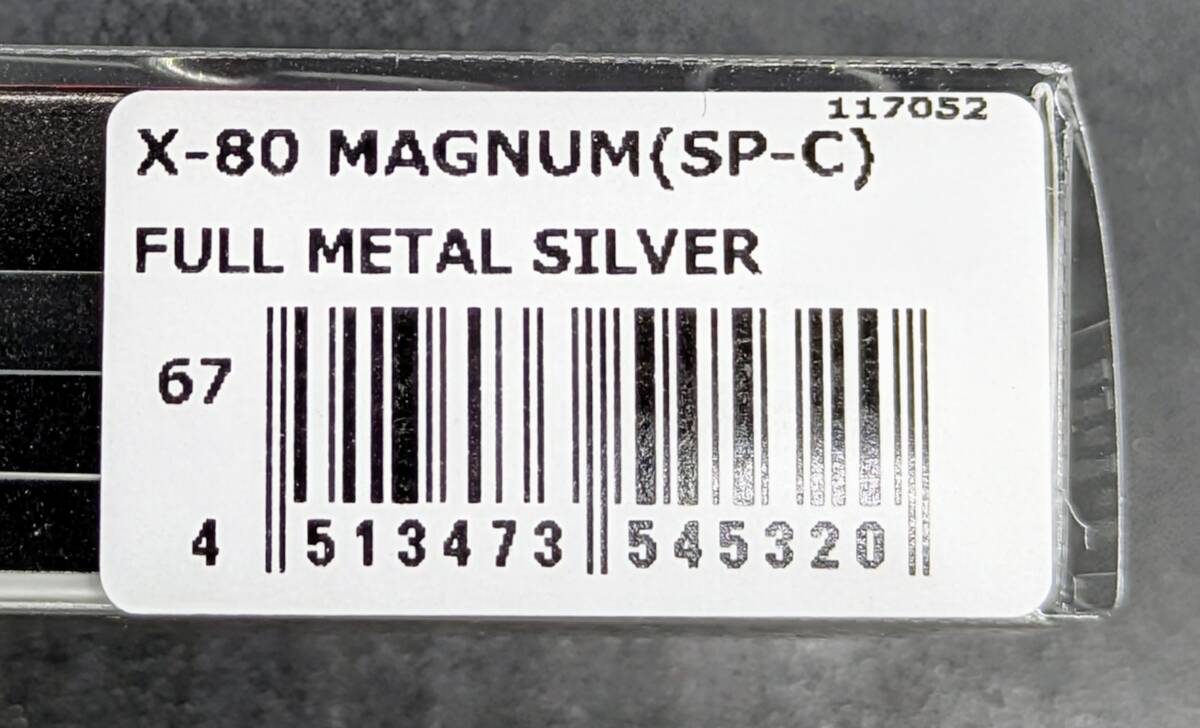 117052
X-80 MAGNUM(SP-C)
FULL METAL SILVER
67
4 513473 545320